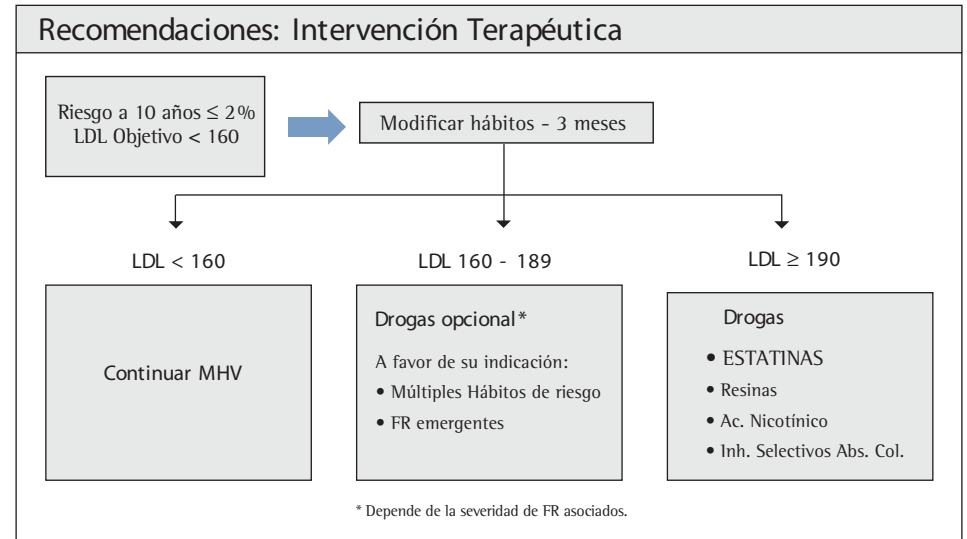 Recomendaciones: Intervención Terapéutica
Riesgo a 10 años ≤ 2%
LDL Objetivo < 160
Modificar hábitos - 3 meses
LDL < 160
LDL 160 - 189
LDL ≥ 190
Continuar MHV
Drogas opcional*
A favor de su indicación:
• Múltiples Hábitos de riesgo
• FR emergentes
Drogas
• ESTATINAS
• Resinas
• Ac. Nicotínico
• Inh. Selectivos Abs. Col.
* Depende de la severidad de FR asociados.